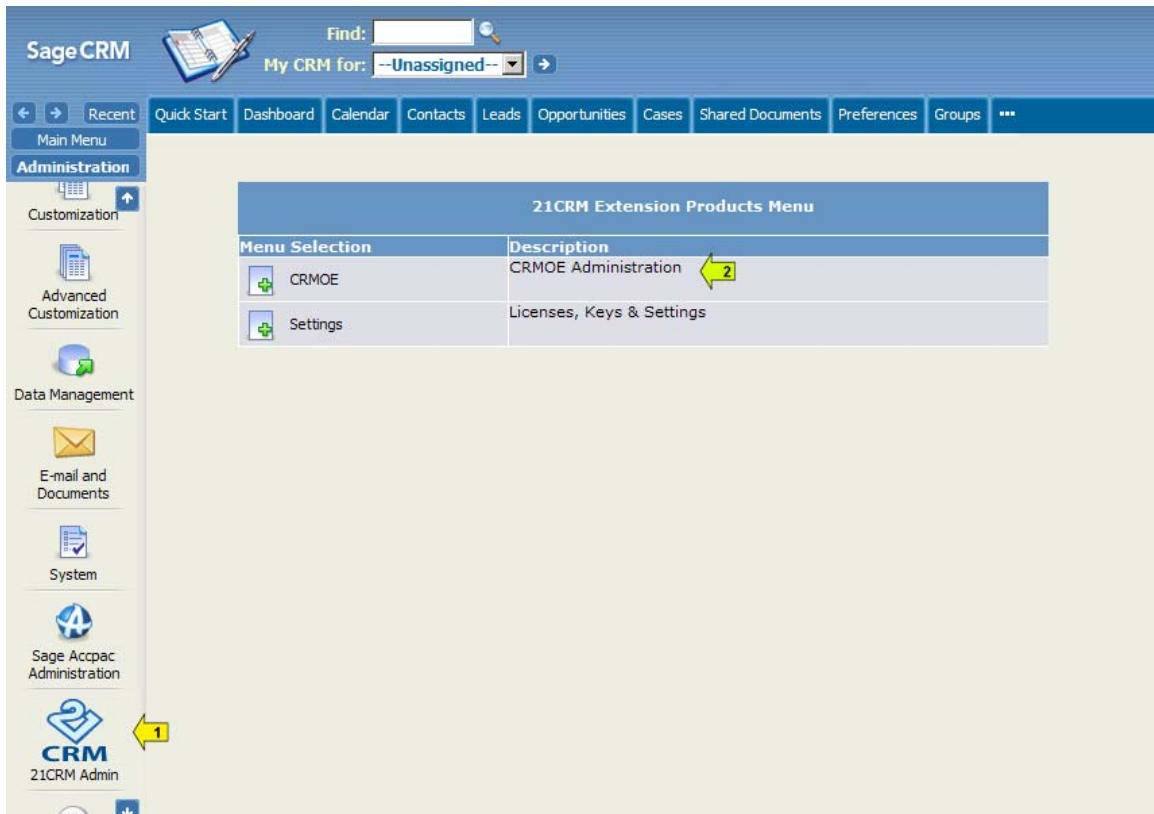 Sage CRM
Find:
My CRM for: --Unassigned--
Recent
Quick Start Dashboard Calendar Contacts Leads Opportunities Cases Shared Documents Preferences Groups
Main Menu
Administration
Customization
Advanced
Customization
Data Management
E-mail and
Documents
System
Sage Accpac
Administration
CRM
21CRM Admin
1
21CRM Extension Products Menu
Menu Selection Description
CRMOE CRMOE Administration 2
Settings Licenses, Keys & Settings